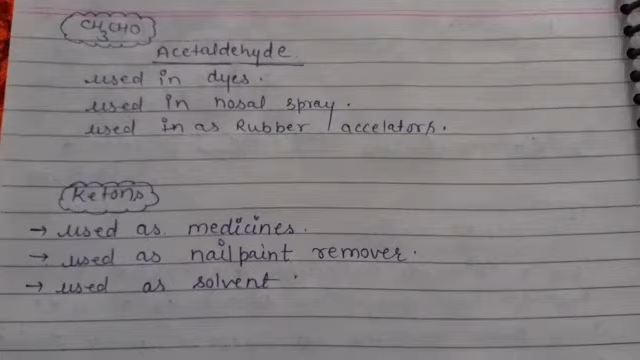 CH3CHO
Acetaldehyde.
used in dyes.
used in nosal spray.
used in as Rubber accelators.
Ketons
→ used as medicines.
→ used as nailpaint remover.
→ used as solvent.